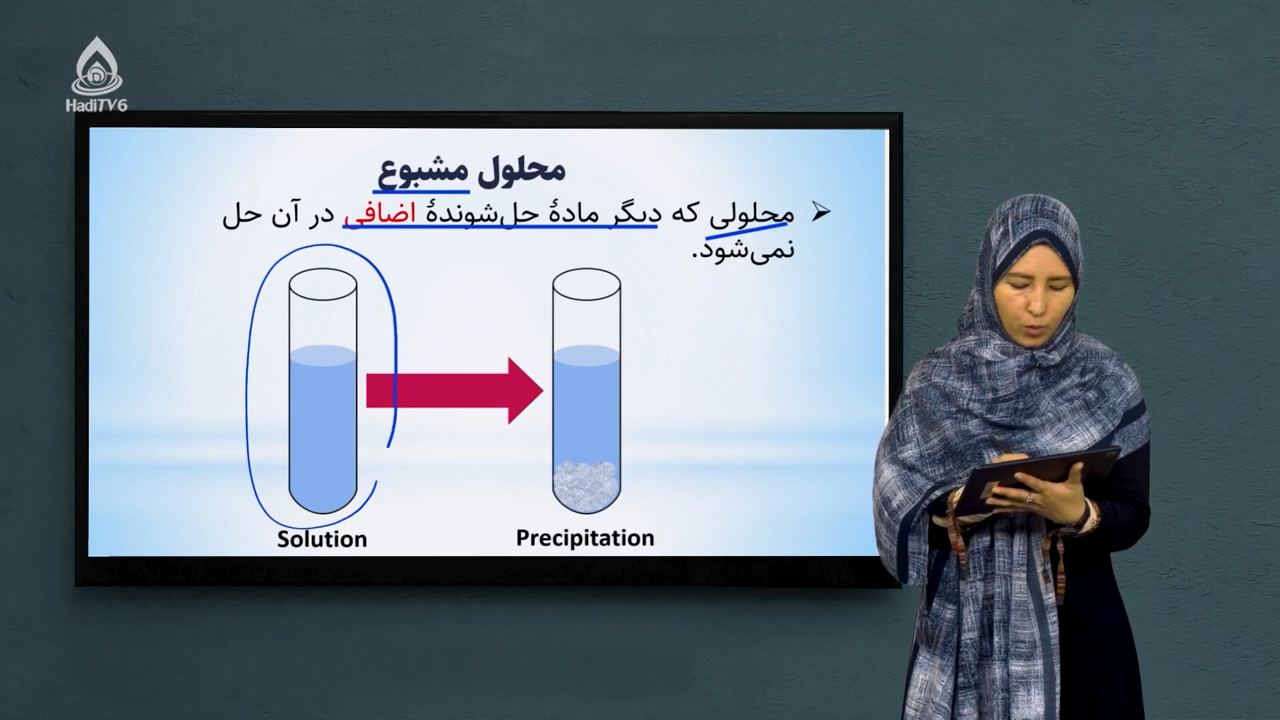 HadiTV6
محلول مشبوع
محلولی که دیگر مادهٔ حل‌شوندهٔ اضافی در آن حل
نمی‌شود.
Solution
Precipitation